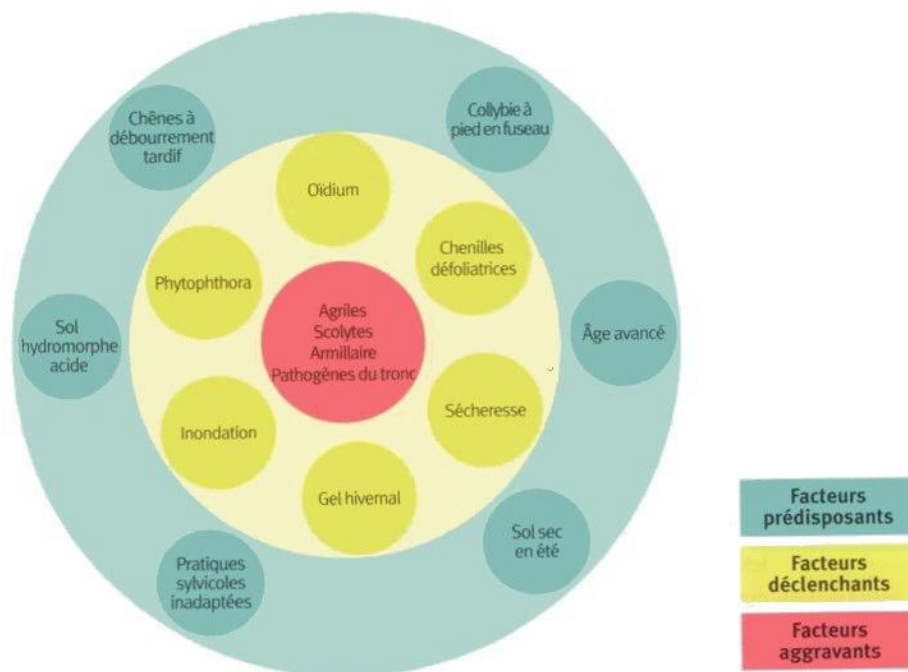 Chênes à
débourrement
tardif
Collybie à
pied en fuseau
Oïdium
Phytophthora
Chenilles
défoliatrices
Sol
hydromorphe
acide
Agriles
Scolytes
Armillaire
Pathogènes du tronc
Âge avancé
Inondation
Sécheresse
Gel hivernal
Pratiques
sylvicoles
inadaptées
Sol sec
en été
Facteurs
prédisposants
Facteurs
déclenchants
Facteurs
aggravants